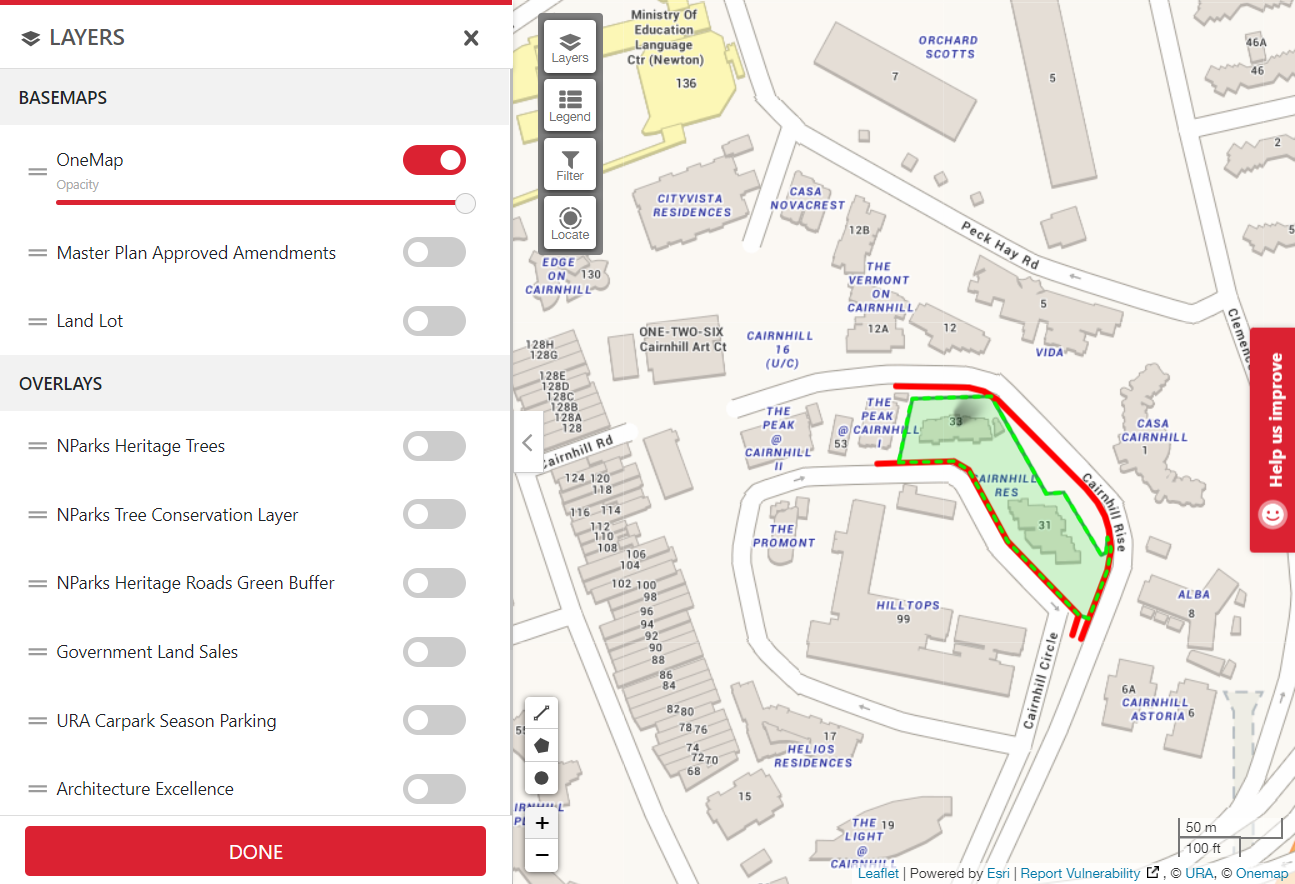 LAYERS
BASEMAPS
OneMap
Opacity
Master Plan Approved Amendments
Land Lot
OVERLAYS
NParks Heritage Trees
NParks Tree Conservation Layer
NParks Heritage Roads Green Buffer
Government Land Sales
URA Carpark Season Parking
Architecture Excellence
DONE
Layers
Legend
Filter
Locate
Ministry Of
Education
Language
Ctr (Newton)
136
ORCHARD
SCOTTS
7
5
46A
46
2
CITYVISTA
RESIDENCES
CASA
NOVACREST
12B
Peck Hay Rd
5
EDGE
ON
CAIRNHILL
130
THE
VERMONT
ON
CAIRNHILL
12A
12
5
VIDA
ONE-TWO-SIX
Cairnhill Art Ct
CAIRNHILL
16
(U/C)
128H
128G
128E
128D
128C
128B
128A
128
Cairnhill Rd
THE
PEAK
@
CAIRNHILL
II
53
THE
PEAK
@CAIRNHILL
I
33
CAIRNHILL
RES
31
Cairnhill Rise
CASA
CAIRNHILL
1
Help us improve
124 120
118
116 114
112
110
108
106
104
102 100
98
96
94
92
90
88
86
84
82 80
78 76
74
72 70
68
THE
PROMONT
HILLTOPS
99
ALBA
8
Cairnhill Circle
6A
CAIRNHILL
ASTORIA
6
17
HELIOS
RESIDENCES
15
THE
LIGHT
@
CAIRNHILL
19
+
−
50 m
100 ft
Leaflet | Powered by Esri | Report Vulnerability , © URA, © Onemap